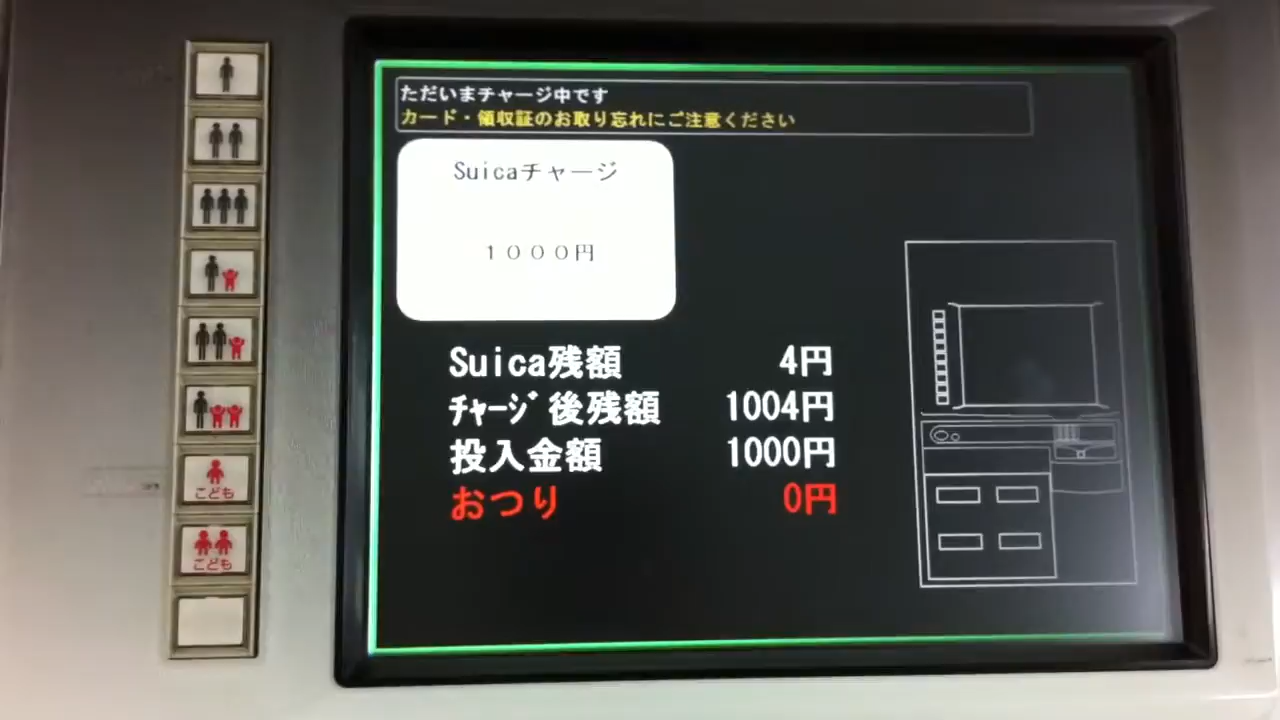 ただいまチャージ中です
カード・領収証のお取り忘れにご注意ください
Suicaチャージ
１０００円
Suica残額 4円
ﾁｬｰｼﾞ後残額 1004円
投入金額 1000円
おつり 0円
こども
こども